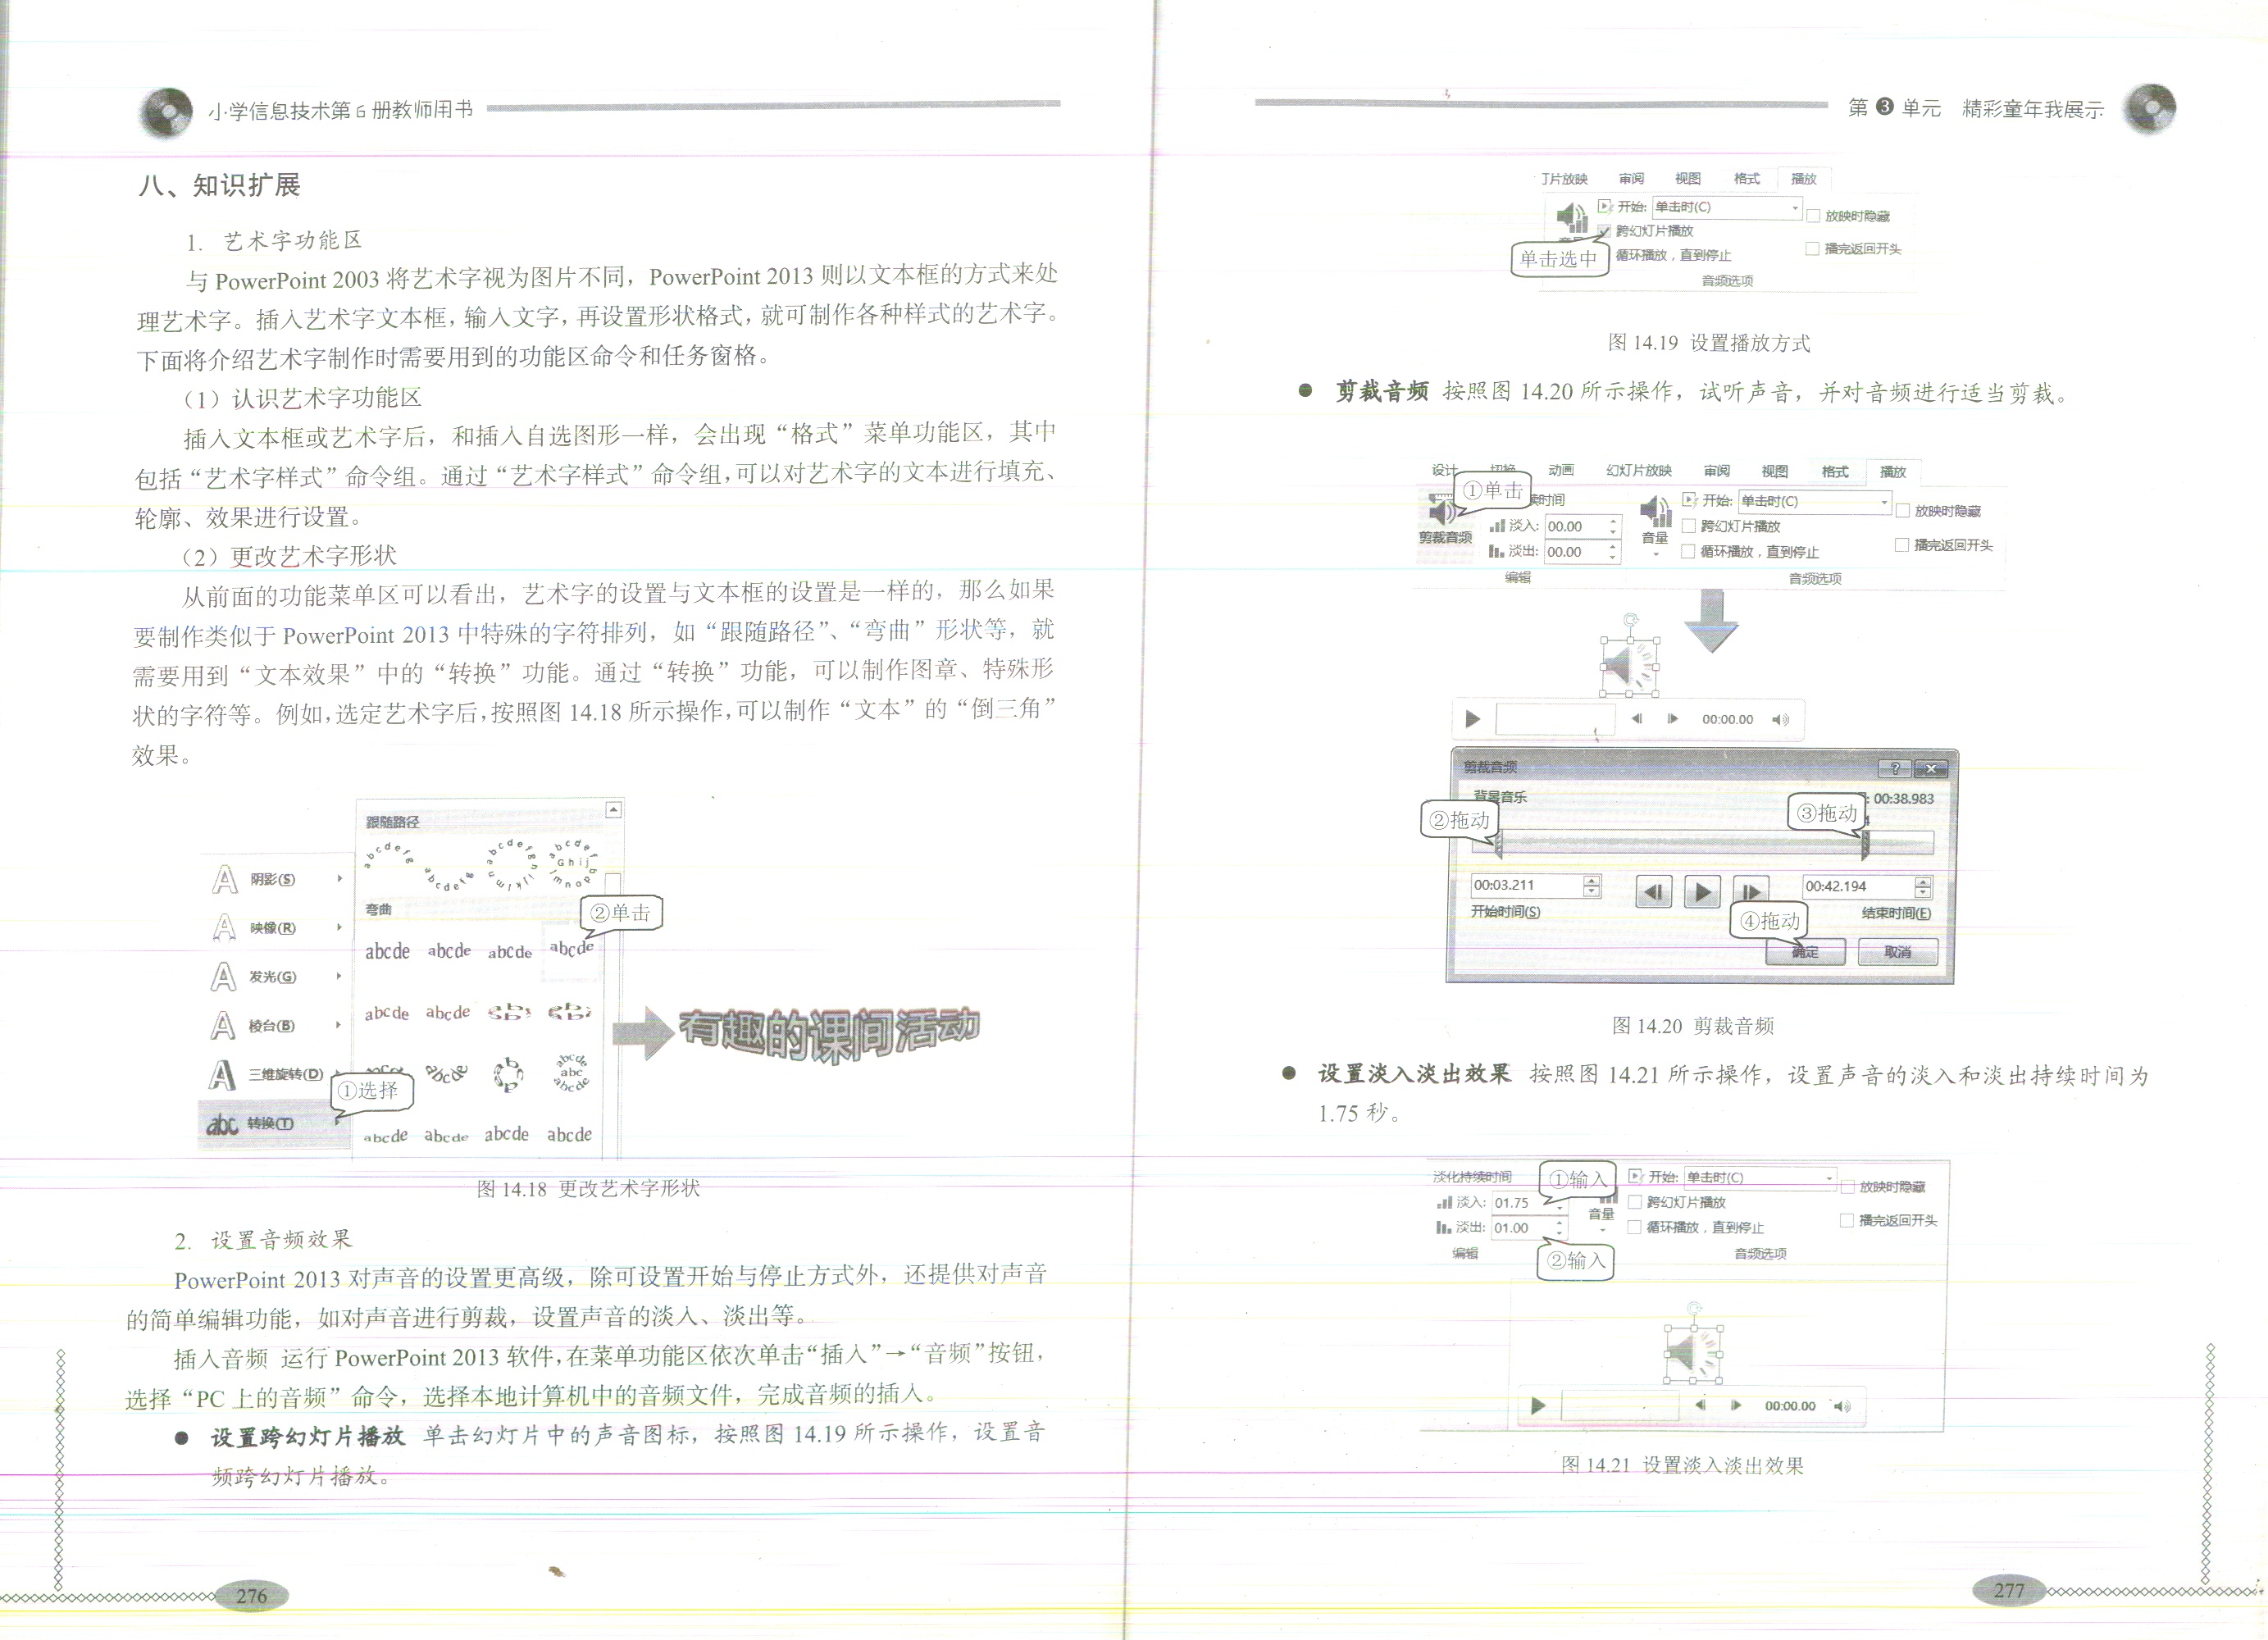 小学信息技术第6册教师用书
八、知识扩展
1. 艺术字功能区
与 PowerPoint 2003 将艺术字视为图片不同，PowerPoint 2013 则以文本框的方式来处
理艺术字。插入艺术字文本框，输入文字，再设置形状格式，就可制作各种样式的艺术字。
下面将介绍艺术字制作时需要用到的功能区命令和任务窗格。
（1）认识艺术字功能区
插入文本框或艺术字后，和插入自选图形一样，会出现“格式”菜单功能区，其中
包括“艺术字样式”命令组。通过“艺术字样式”命令组，可以对艺术字的文本进行填充、
轮廓、效果进行设置。
（2）更改艺术字形状
从前面的功能菜单区可以看出，艺术字的设置与文本框的设置是一样的，那么如果
要制作类似于 PowerPoint 2013 中特殊的字符排列，如“跟随路径”、“弯曲”形状等，就
需要用到“文本效果”中的“转换”功能。通过“转换”功能，可以制作图章、特殊形
状的字符等。例如，选定艺术字后，按照图 14.18 所示操作，可以制作“文本”的“倒三角”
效果。
跟随路径
阴影(S)
弯曲
②单击
映像(R)
abcde abcde abcde abcde
发光(G)
棱台(B)
abcde abcde
有趣的课间活动
三维旋转(D)
①选择
abc 转换(T)
abcde abcde abcde abcde
图 14.18 更改艺术字形状
2. 设置音频效果
PowerPoint 2013 对声音的设置更高级，除可设置开始与停止方式外，还提供对声音
的简单编辑功能，如对声音进行剪裁，设置声音的淡入、淡出等。
插入音频 运行 PowerPoint 2013 软件，在菜单功能区依次单击“插入”→“音频”按钮，
选择“PC 上的音频”命令，选择本地计算机中的音频文件，完成音频的插入。
● 设置跨幻灯片播放 单击幻灯片中的声音图标，按照图 14.19 所示操作，设置音
频跨幻灯片播放。
276
第3单元 精彩童年我展示
丁片放映 审阅 视图 格式 播放
开始: 单击时(C) 放映时隐藏
跨幻灯片播放
单击选中 循环播放，直到停止 播完返回开头
音频选项
图 14.19 设置播放方式
● 剪裁音频 按照图 14.20 所示操作，试听声音，并对音频进行适当剪裁。
设计 切换 动画 幻灯片放映 审阅 视图 格式 播放
①单击 续时间 开始: 单击时(C) 放映时隐藏
淡入: 00.00 跨幻灯片播放
剪裁音频 淡出: 00.00 音量 循环播放，直到停止 播完返回开头
编辑 音频选项
00:00.00
剪裁音频
背景音乐 : 00:38.983
②拖动 ③拖动
00:03.211 00:42.194
开始时间(S) ④拖动 结束时间(E)
确定 取消
图 14.20 剪裁音频
● 设置淡入淡出效果 按照图 14.21 所示操作，设置声音的淡入和淡出持续时间为
1.75 秒。
淡化持续时间 ①输入 开始: 单击时(C) 放映时隐藏
淡入: 01.75 音量 跨幻灯片播放
淡出: 01.00 循环播放，直到停止 播完返回开头
编辑 ②输入 音频选项
00:00.00
图 14.21 设置淡入淡出效果
277